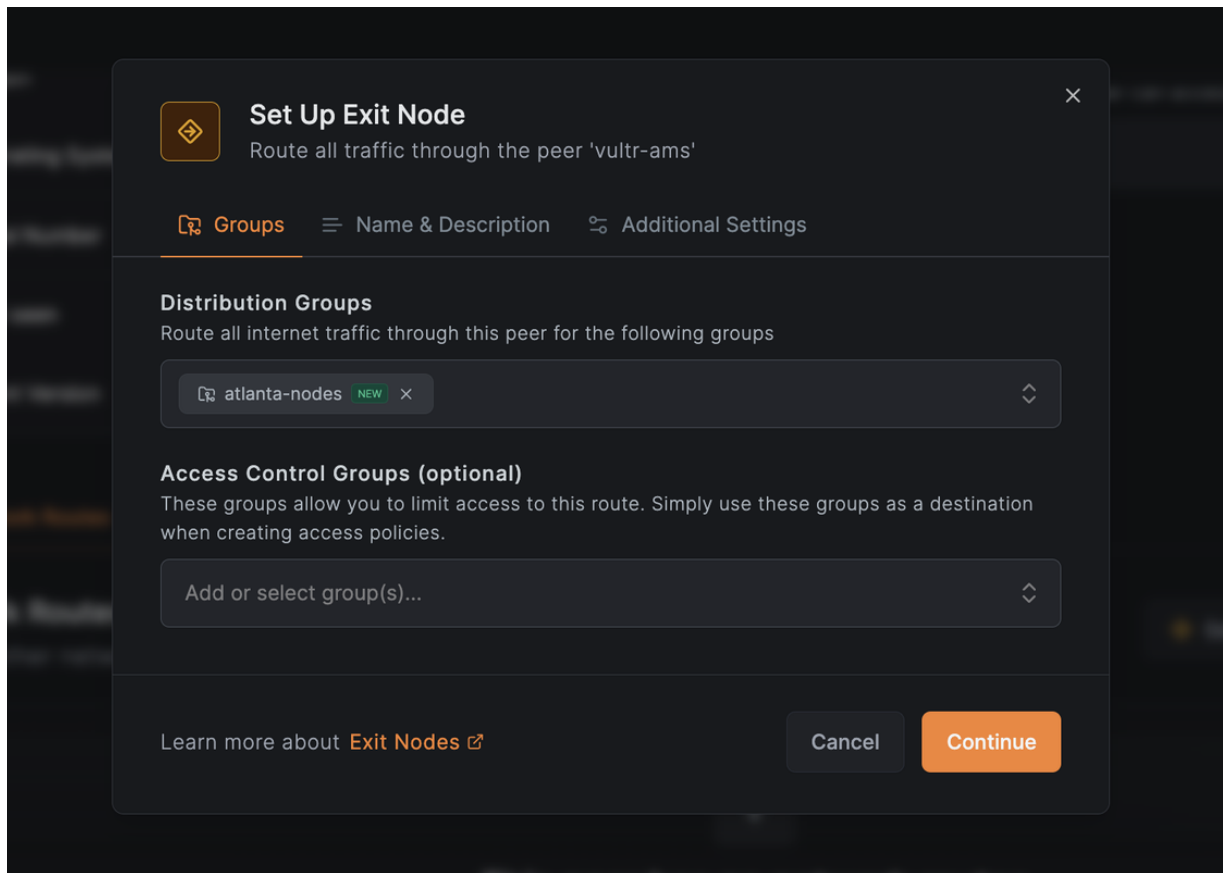 Set Up Exit Node
Route all traffic through the peer 'vultr-ams'
Groups
Name & Description
Additional Settings
Distribution Groups
Route all internet traffic through this peer for the following groups
atlanta-nodes NEW
Access Control Groups (optional)
These groups allow you to limit access to this route. Simply use these groups as a destination
when creating access policies.
Add or select group(s)...
Learn more about Exit Nodes
Cancel
Continue